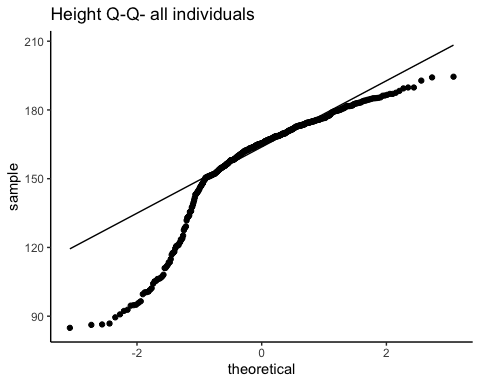 Height Q-Q- all individuals
210
180
150
120
90
sample
-2
0
2
theoretical